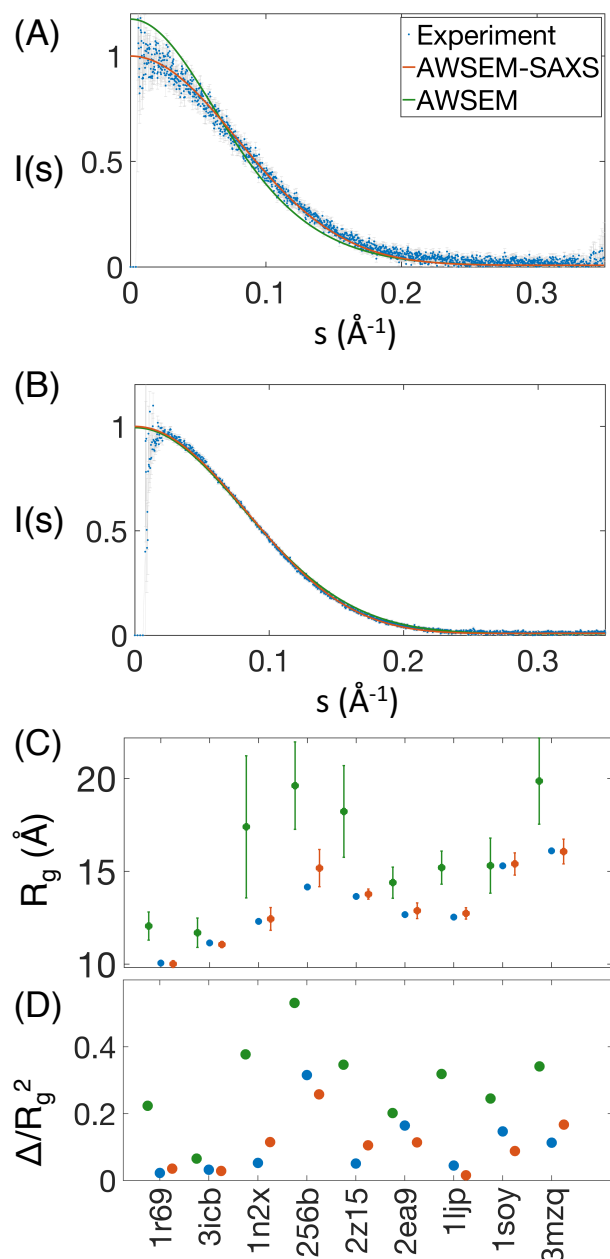 (A)
Experiment
AWSEM-SAXS
AWSEM
1
0.5
0
I(s)
0 0.1 0.2 0.3
s (Å⁻¹)
(B)
1
0.5
0
I(s)
0 0.1 0.2 0.3
s (Å⁻¹)
(C)
20
15
10
R_g (Å)
(D)
0.4
0.2
0
Δ/R_g²
1r69 3icb 1n2x 256b 2z15 2ea9 1ljp 1soy 3mzq